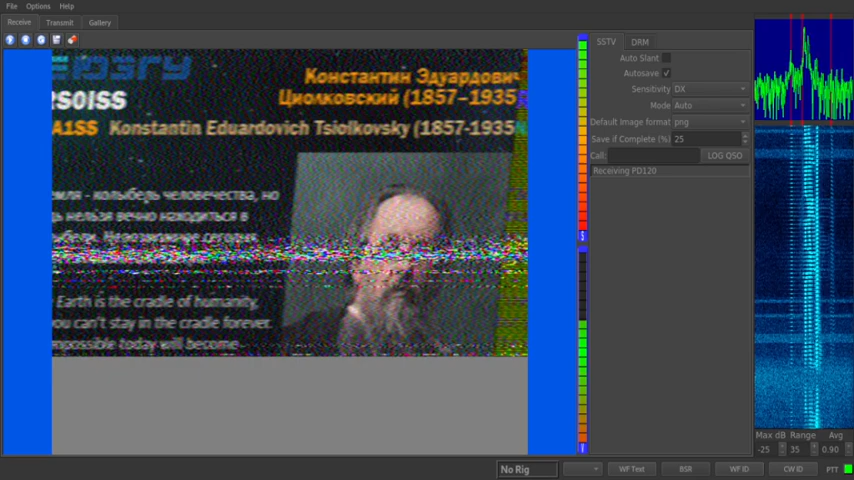 File Options Help
Receive Transmit Gallery
RS0ISS
Константин Эдуардович
Циолковский (1857-1935
A1SS Konstantin Eduardovich Tsiolkovsky (1857-1935
емля - колыбель человечества, но
ь нельзя вечно находиться в
Earth is the cradle of humanity,
ou can't stay in the cradle forever.
mpossible today will become
SSTV DRM
Auto Slant
Autosave
Sensitivity DX
Mode Auto
Default Image format png
Save if Complete (%) 25
Call: LOG QSO
Receiving PD120
S
Max dB Range Avg
-25 35 0.90
No Rig WF Text BSR WF ID CW ID PTT